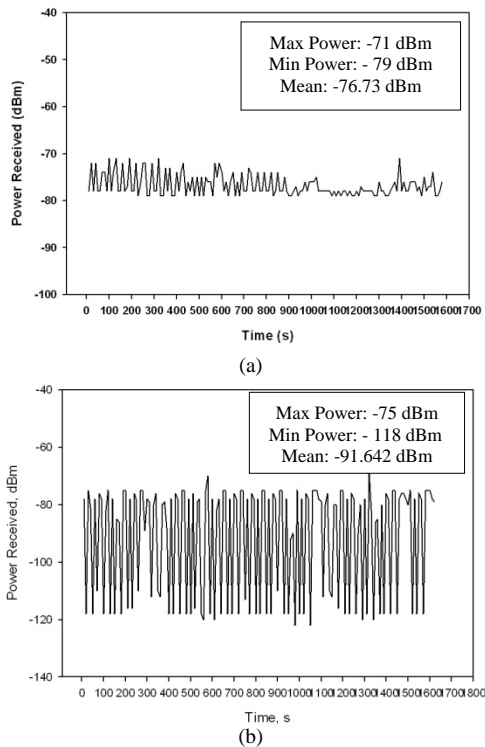 -40
-50
-60
-70
-80
-90
-100
Power Received (dBm)
Max Power: -71 dBm
Min Power: - 79 dBm
Mean: -76.73 dBm
0 100 200 300 400 500 600 700 800 900 1000 1100 1200 1300 1400 1500 1600 1700
Time (s)
(a)
-40
-60
-80
-100
-120
-140
Power Received, dBm
Max Power: -75 dBm
Min Power: - 118 dBm
Mean: -91.642 dBm
0 100 200 300 400 500 600 700 800 900 1000 1100 1200 1300 1400 1500 1600 1700 1800
Time, s
(b)